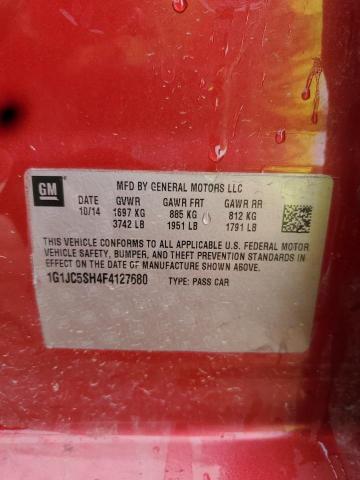 GM
MFD BY GENERAL MOTORS LLC
DATE GVWR GAWR FRT GAWR RR
10/14 1697 KG 885 KG 812 KG
3742 LB 1951 LB 1791 LB
THIS VEHICLE CONFORMS TO ALL APPLICABLE U.S. FEDERAL MOTOR
VEHICLE SAFETY, BUMPER, AND THEFT PREVENTION STANDARDS IN
EFFECT ON THE DATE OF MANUFACTURE SHOWN ABOVE.
1G1JC5SH4F4127680 TYPE: PASS CAR